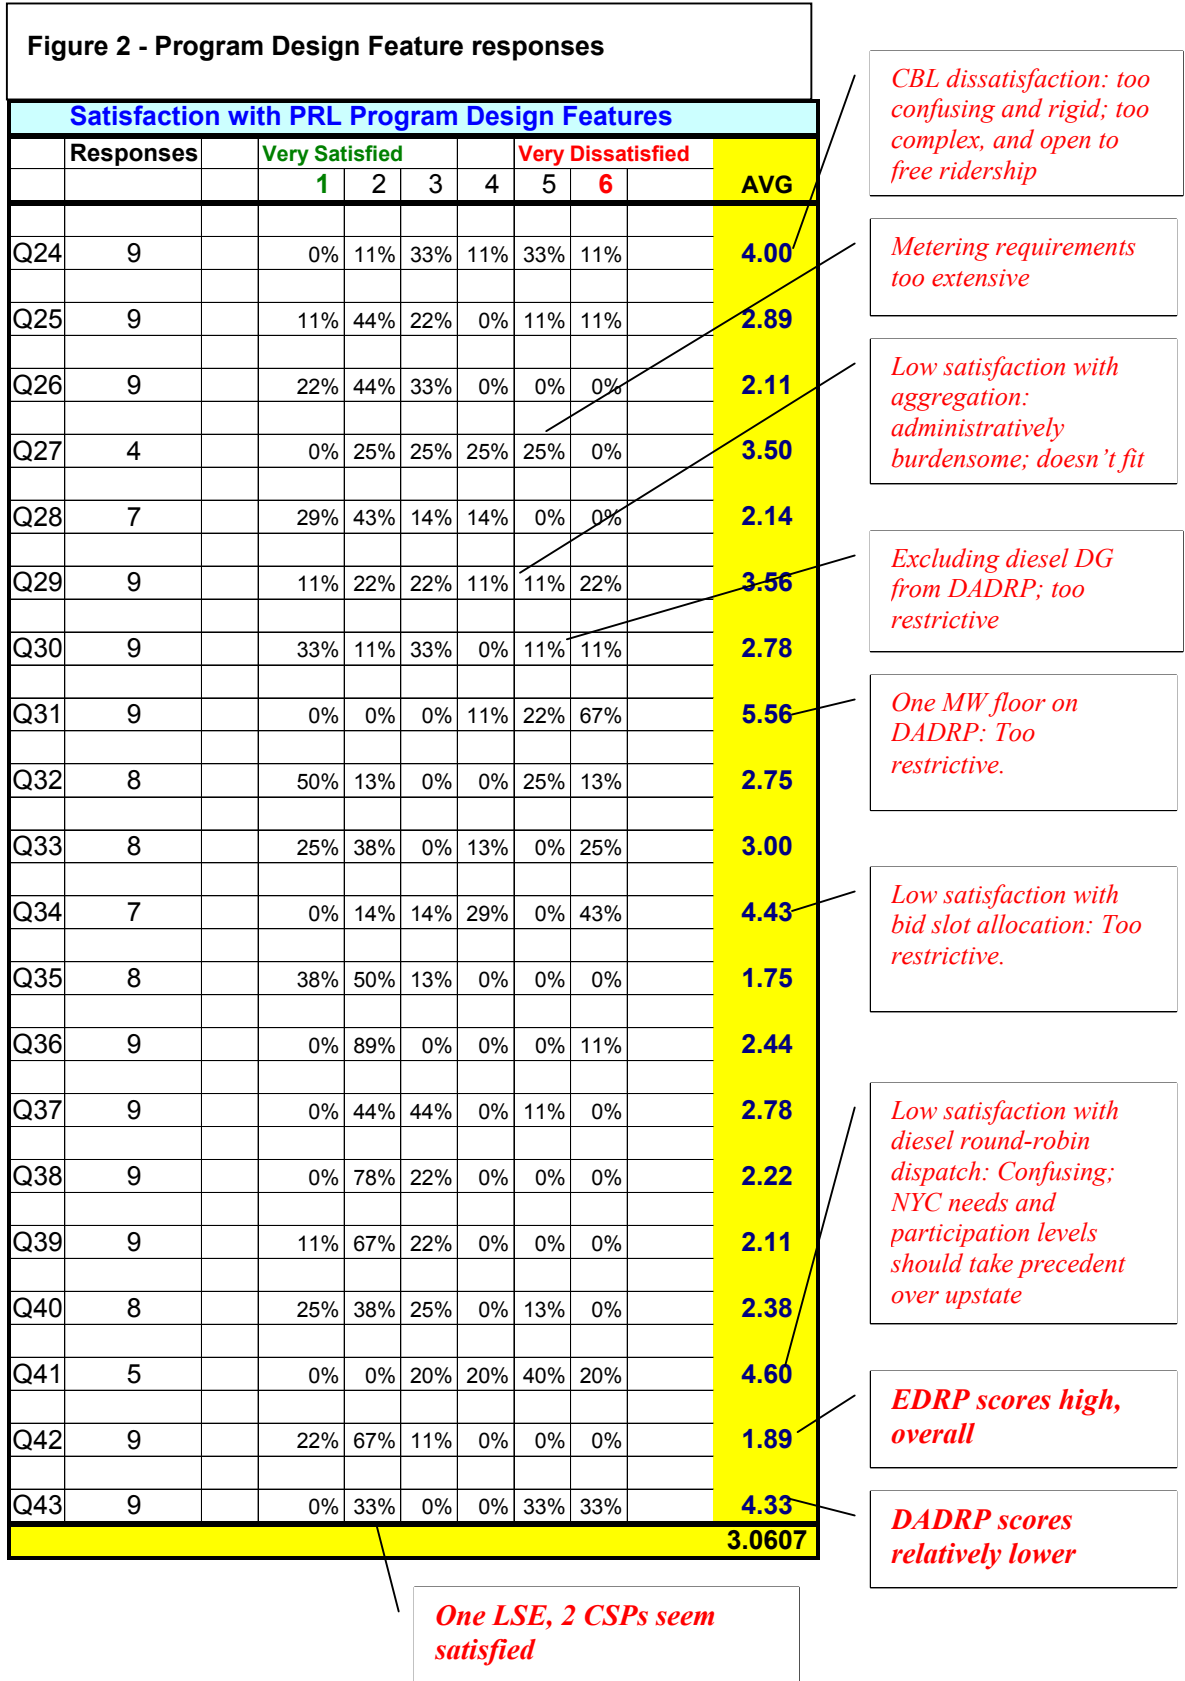 Figure 2 - Program Design Feature responses
Satisfaction with PRL Program Design Features
Responses Very Satisfied Very Dissatisfied
1 2 3 4 5 6 AVG
Q24 9 0% 11% 33% 11% 33% 11% 4.00
Q25 9 11% 44% 22% 0% 11% 11% 2.89
Q26 9 22% 44% 33% 0% 0% 0% 2.11
Q27 4 0% 25% 25% 25% 25% 0% 3.50
Q28 7 29% 43% 14% 14% 0% 0% 2.14
Q29 9 11% 22% 22% 11% 11% 22% 3.56
Q30 9 33% 11% 33% 0% 11% 11% 2.78
Q31 9 0% 0% 0% 11% 22% 67% 5.56
Q32 8 50% 13% 0% 0% 25% 13% 2.75
Q33 8 25% 38% 0% 13% 0% 25% 3.00
Q34 7 0% 14% 14% 29% 0% 43% 4.43
Q35 8 38% 50% 13% 0% 0% 0% 1.75
Q36 9 0% 89% 0% 0% 0% 11% 2.44
Q37 9 0% 44% 44% 0% 11% 0% 2.78
Q38 9 0% 78% 22% 0% 0% 0% 2.22
Q39 9 11% 67% 22% 0% 0% 0% 2.11
Q40 8 25% 38% 25% 0% 13% 0% 2.38
Q41 5 0% 0% 20% 20% 40% 20% 4.60
Q42 9 22% 67% 11% 0% 0% 0% 1.89
Q43 9 0% 33% 0% 0% 33% 33% 4.33
3.0607
CBL dissatisfaction: too
confusing and rigid; too
complex, and open to
free ridership
Metering requirements
too extensive
Low satisfaction with
aggregation:
administratively
burdensome; doesn't fit
Excluding diesel DG
from DADRP; too
restrictive
One MW floor on
DADRP: Too
restrictive.
Low satisfaction with
bid slot allocation: Too
restrictive.
Low satisfaction with
diesel round-robin
dispatch: Confusing;
NYC needs and
participation levels
should take precedent
over upstate
EDRP scores high,
overall
DADRP scores
relatively lower
One LSE, 2 CSPs seem
satisfied